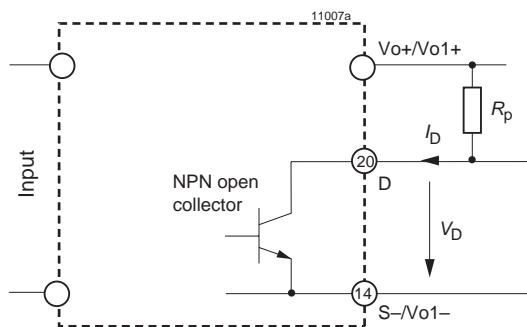 11007a
Vo+/Vo1+
Rp
ID
20
D
Input
NPN open
collector
VD
14
S–/Vo1–